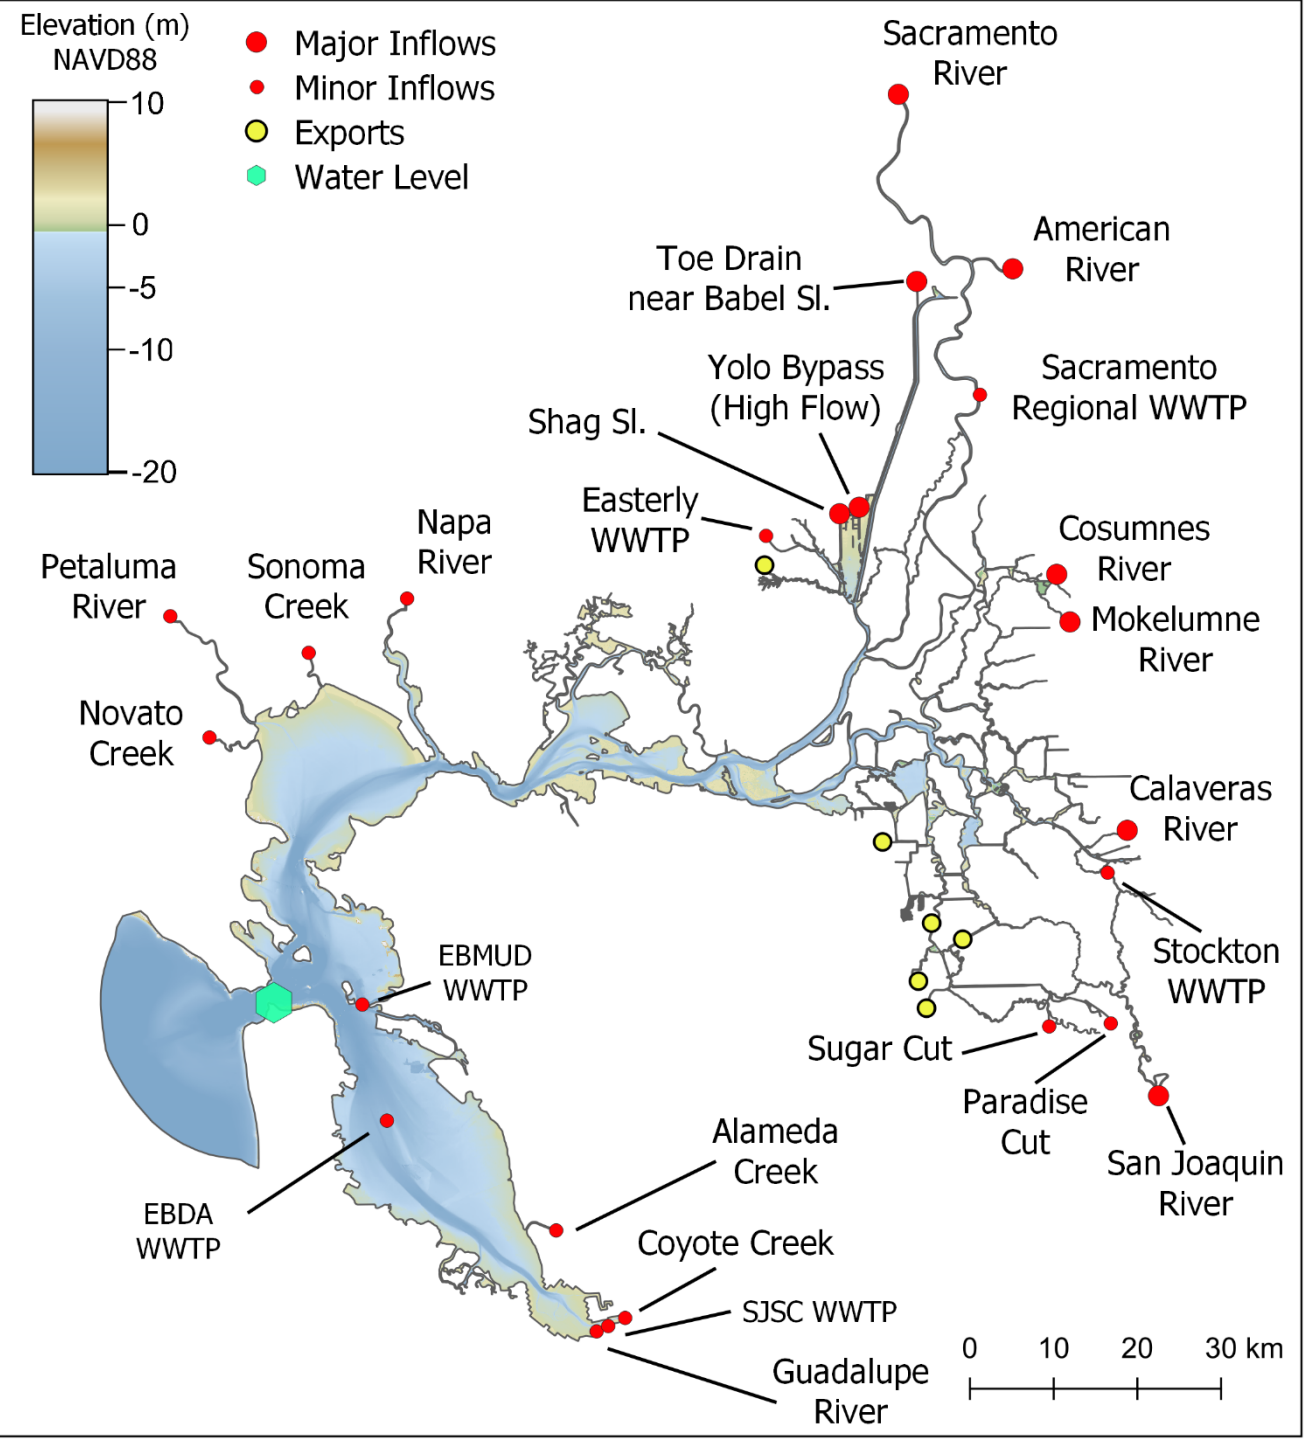 Elevation (m)
NAVD88
10
0
-5
-10
-20
Major Inflows
Minor Inflows
Exports
Water Level
Sacramento
River
American
River
Toe Drain
near Babel Sl.
Yolo Bypass
(High Flow)
Sacramento
Regional WWTP
Shag Sl.
Easterly
WWTP
Napa
River
Cosumnes
River
Petaluma
River
Sonoma
Creek
Mokelumne
River
Novato
Creek
Calaveras
River
EBMUD
WWTP
Stockton
WWTP
Sugar Cut
Paradise
Cut
San Joaquin
River
Alameda
Creek
EBDA
WWTP
Coyote Creek
SJSC WWTP
Guadalupe
River
0 10 20 30 km